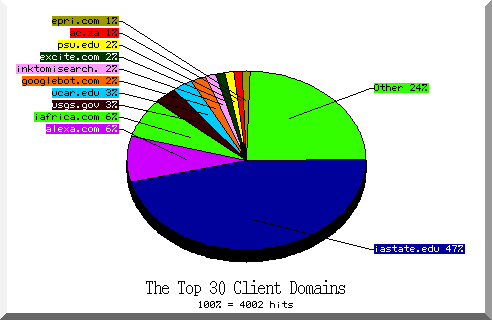 epri.com 1%
ac.za 1%
psu.edu 2%
excite.com 2%
inktomisearch. 2%
googlebot.com 2%
ucar.edu 3%
usgs.gov 3%
iafrica.com 6%
alexa.com 6%
Other 24%
iastate.edu 47%
The Top 30 Client Domains
100% = 4002 hits